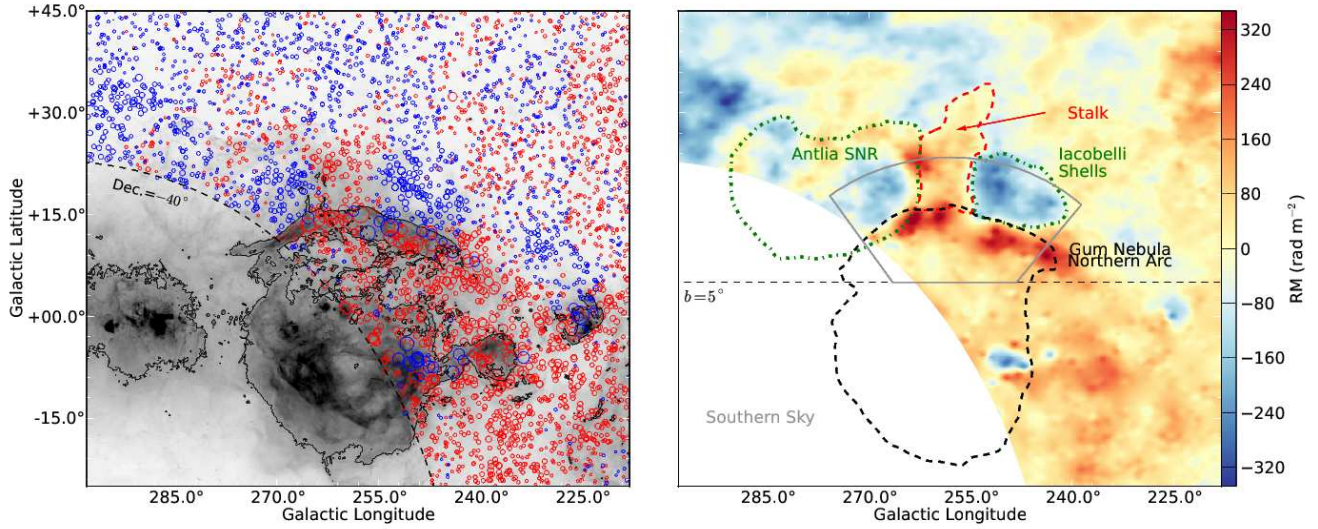 +45.0°
+30.0°
+15.0°
+00.0°
-15.0°
Galactic Latitude
Dec.=−40°
285.0° 270.0° 255.0° 240.0° 225.0°
Galactic Longitude
Stalk
Antlia SNR
Iacobelli
Shells
Gum Nebula
Northern Arc
b=5°
Southern Sky
285.0° 270.0° 255.0° 240.0° 225.0°
Galactic Longitude
320
240
160
80
0
−80
−160
−240
−320
RM (rad m⁻²)